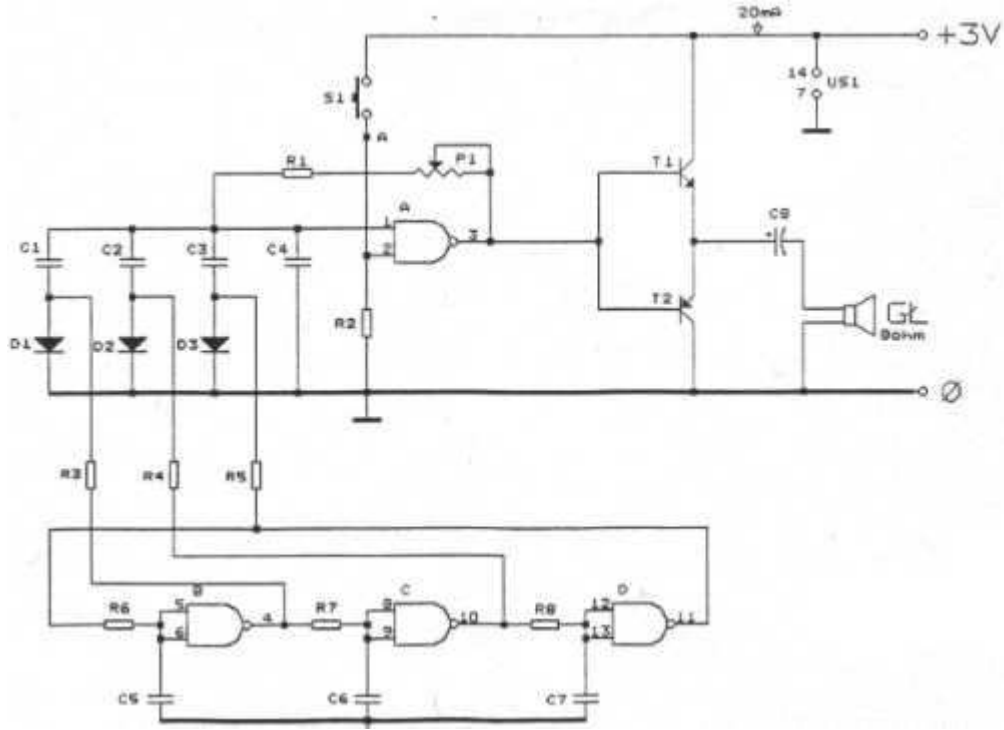 20mA
+3V
14
7
US1
S1
A
R1
P1
T1
A
1
2
3
C8
C1
C2
C3
C4
T2
R2
GŁ
8ohm
D1
D2
D3
Ø
R3
R4
R5
B
C
D
R6
5
6
4
R7
8
9
10
R8
12
13
11
C5
C6
C7